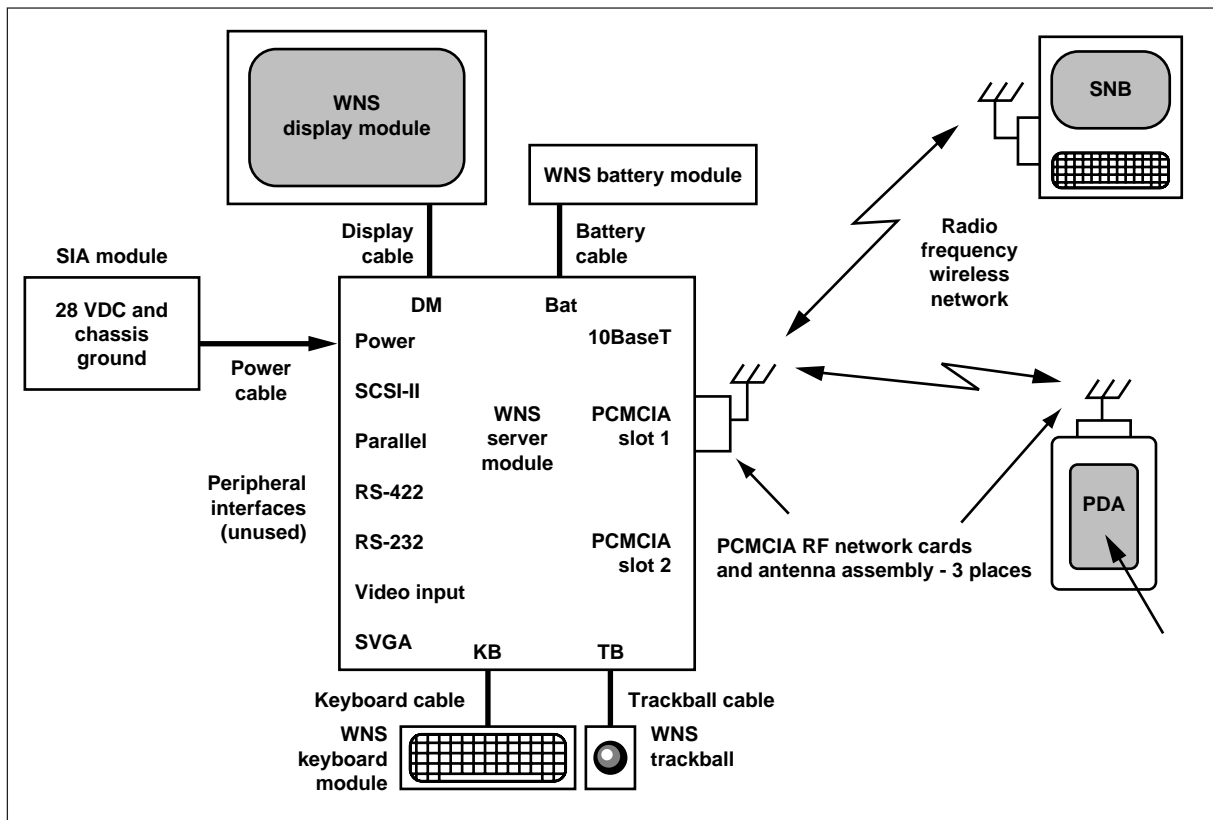 WNS
display module
SNB
WNS battery module
Display
cable
Battery
cable
Radio
frequency
wireless
network
SIA module
28 VDC and
chassis
ground
Power
cable
DM
Bat
Power
10BaseT
SCSI-II
WNS
server
module
PCMCIA
slot 1
Parallel
Peripheral
interfaces
(unused)
RS-422
RS-232
PCMCIA
slot 2
Video input
SVGA
KB
TB
PDA
PCMCIA RF network cards
and antenna assembly - 3 places
Keyboard cable
Trackball cable
WNS
keyboard
module
WNS
trackball